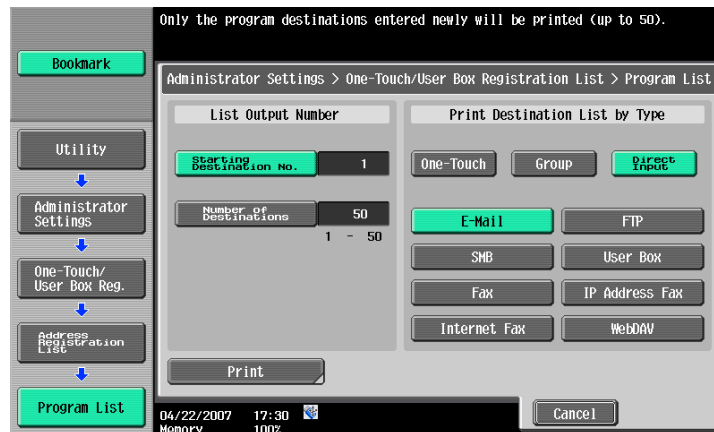 Only the program destinations entered newly will be printed (up to 50).
Bookmark
Administrator Settings > One-Touch/User Box Registration List > Program List
List Output Number
Print Destination List by Type
Utility
Starting
Destination No.
1
One-Touch
Group
Direct
Input
Administrator
Settings
Number of
Destinations
50
1 - 50
E-Mail
FTP
SMB
User Box
One-Touch/
User Box Reg.
Fax
IP Address Fax
Internet Fax
WebDAV
Address
Registration
List
Print
Program List
04/22/2007 17:30
Memory 100%
Cancel